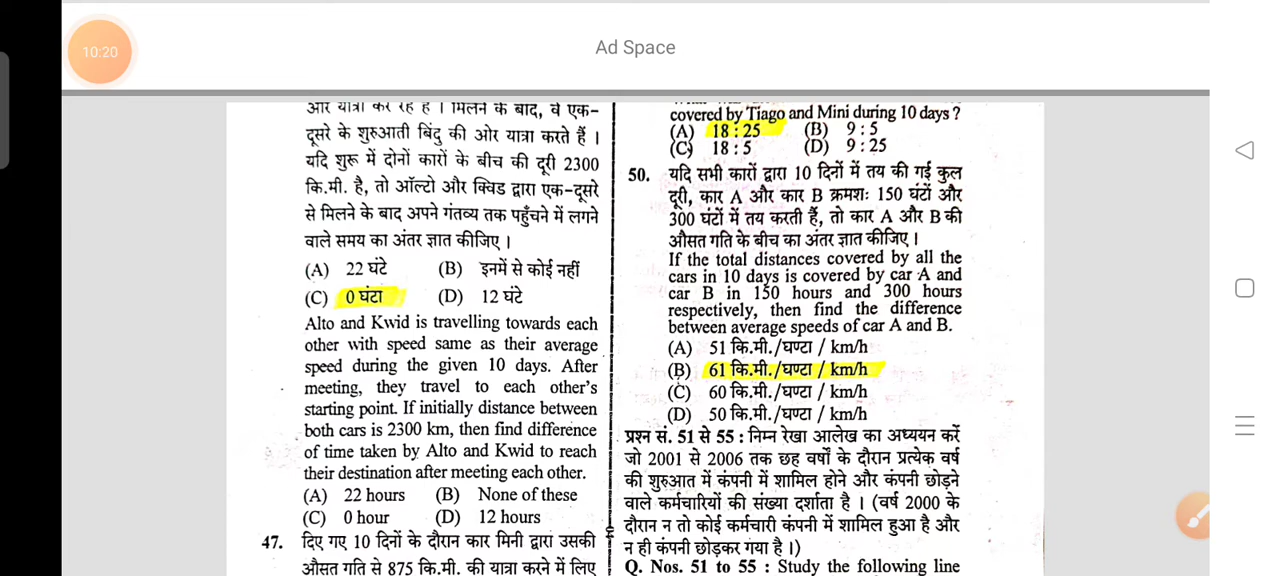 10:20
Ad Space
और यात्रा कर रहे हैं । मिलने के बाद, वे एक-
दूसरे के शुरुआती बिंदु की ओर यात्रा करते हैं ।
यदि शुरू में दोनों कारों के बीच की दूरी 2300
कि.मी. है, तो ऑल्टो और क्विड द्वारा एक-दूसरे
से मिलने के बाद अपने गंतव्य तक पहुँचने में लगने
वाले समय का अंतर ज्ञात कीजिए ।
(A) 22 घंटे (B) इनमें से कोई नहीं
(C) 0 घंटा (D) 12 घंटे
Alto and Kwid is travelling towards each
other with speed same as their average
speed during the given 10 days. After
meeting, they travel to each other's
starting point. If initially distance between
both cars is 2300 km, then find difference
of time taken by Alto and Kwid to reach
their destination after meeting each other.
(A) 22 hours (B) None of these
(C) 0 hour (D) 12 hours
47. दिए गए 10 दिनों के दौरान कार मिनी द्वारा उसकी
औसत गति से 875 कि.मी. की यात्रा करने में लिए
covered by Tiago and Mini during 10 days ?
(A) 18 : 25 (B) 9 : 5
(C) 18 : 5 (D) 9 : 25
50. यदि सभी कारों द्वारा 10 दिनों में तय की गई कुल
दूरी, कार A और कार B क्रमशः 150 घंटों और
300 घंटों में तय करती हैं, तो कार A और B की
औसत गति के बीच का अंतर ज्ञात कीजिए ।
If the total distances covered by all the
cars in 10 days is covered by car A and
car B in 150 hours and 300 hours
respectively, then find the difference
between average speeds of car A and B.
(A) 51 कि.मी./घण्टा / km/h
(B) 61 कि.मी./घण्टा / km/h
(C) 60 कि.मी./घण्टा / km/h
(D) 50 कि.मी./घण्टा / km/h
प्रश्न सं. 51 से 55 : निम्न रेखा आलेख का अध्ययन करें
जो 2001 से 2006 तक छह वर्षों के दौरान प्रत्येक वर्ष
की शुरुआत में कंपनी में शामिल होने और कंपनी छोड़ने
वाले कर्मचारियों की संख्या दर्शाता है । (वर्ष 2000 के
दौरान न तो कोई कर्मचारी कंपनी में शामिल हुआ है और
न ही कंपनी छोड़कर गया है ।)
Q. Nos. 51 to 55 : Study the following line